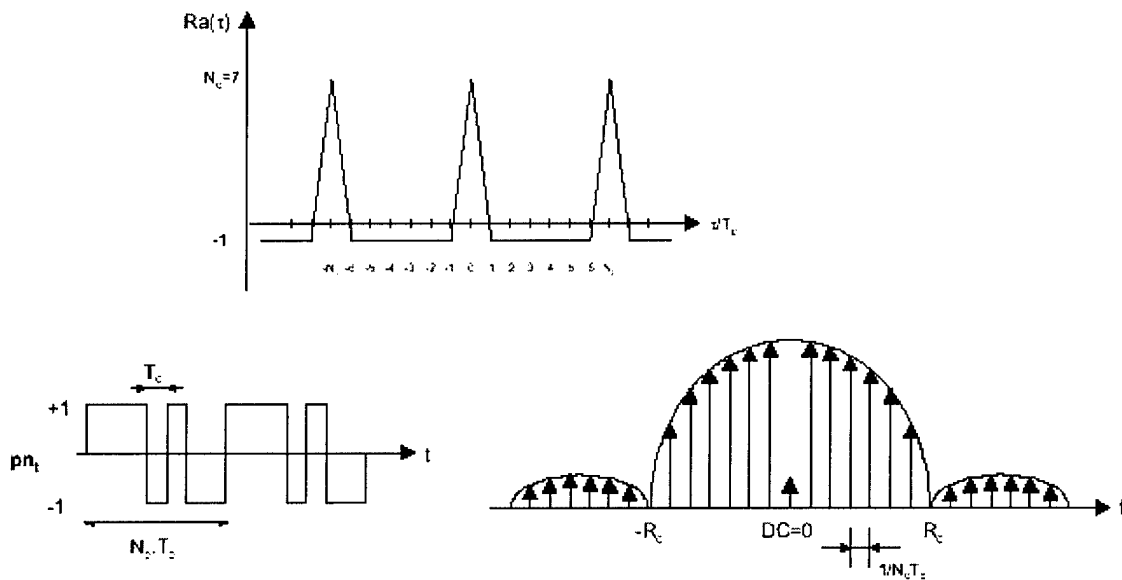 Ra(τ)
N_c=7
-1
τ/T_c
-N_c -6 -5 -4 -3 -2 -1 0 1 2 3 4 5 6 N_c
T_c
+1
pn_t
t
-1
N_c.T_c
-R_c
DC=0
R_c
f
1/N_cT_c